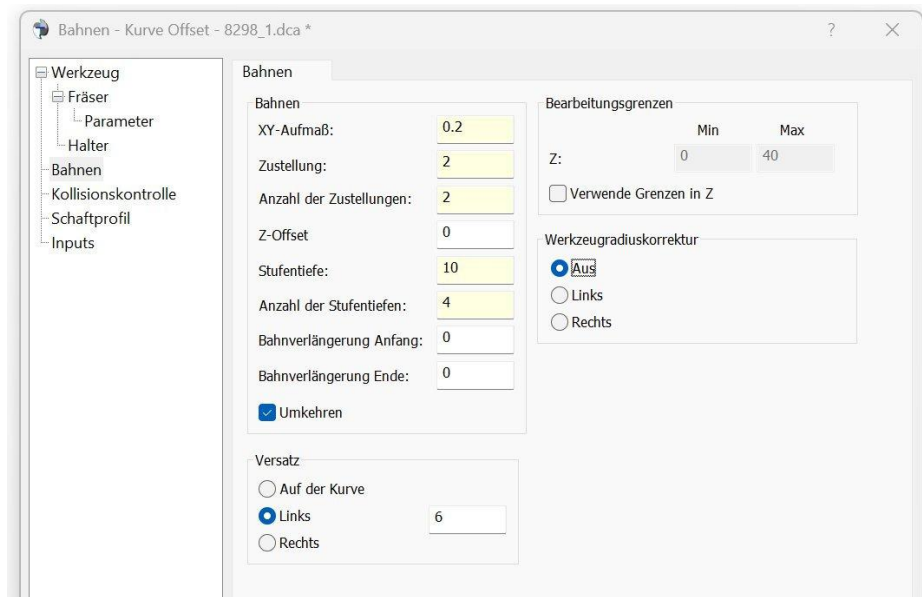 Bahnen - Kurve Offset - 8298_1.dca *
?
Werkzeug
Fräser
Parameter
Halter
Bahnen
Kollisionskontrolle
Schaftprofil
Inputs
Bahnen
Bahnen
XY-Aufmaß: 0.2
Zustellung: 2
Anzahl der Zustellungen: 2
Z-Offset 0
Stufentiefe: 10
Anzahl der Stufentiefen: 4
Bahnverlängerung Anfang: 0
Bahnverlängerung Ende: 0
Umkehren
Versatz
Auf der Kurve
Links 6
Rechts
Bearbeitungsgrenzen
Min Max
Z: 0 40
Verwende Grenzen in Z
Werkzeugradiuskorrektur
Aus
Links
Rechts